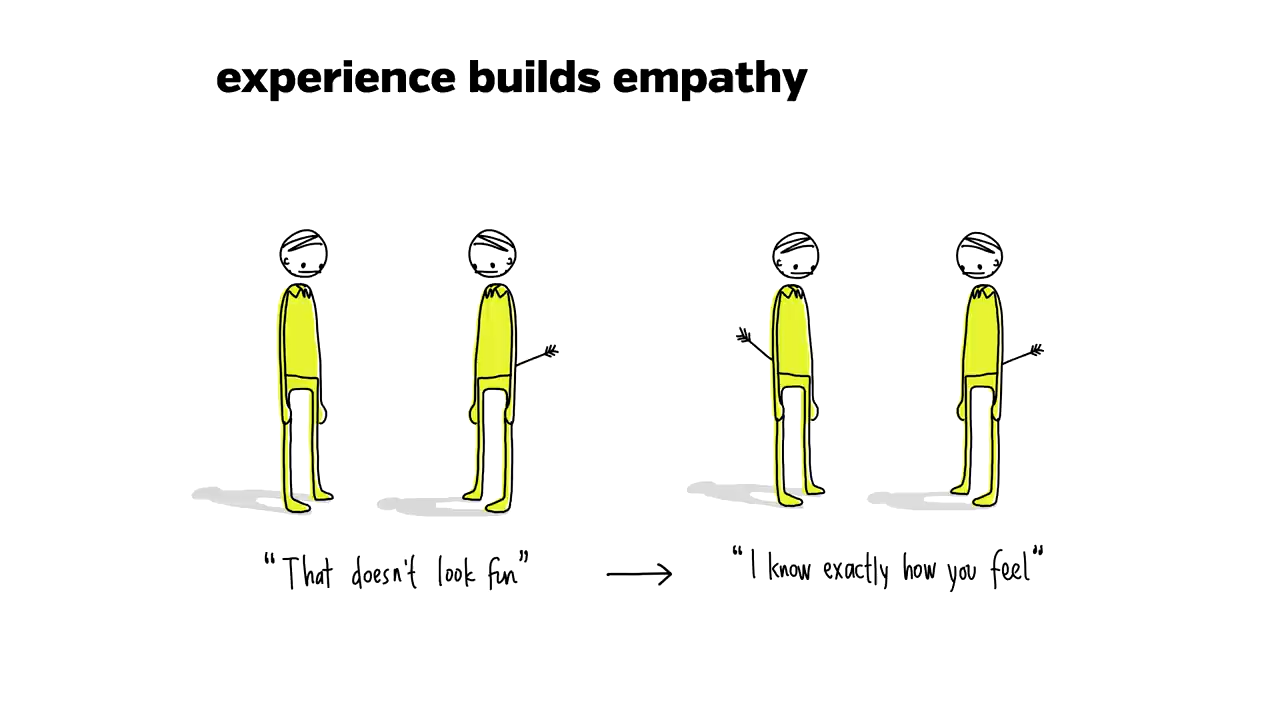 experience builds empathy
“That doesn't look fun”
“I know exactly how you feel”